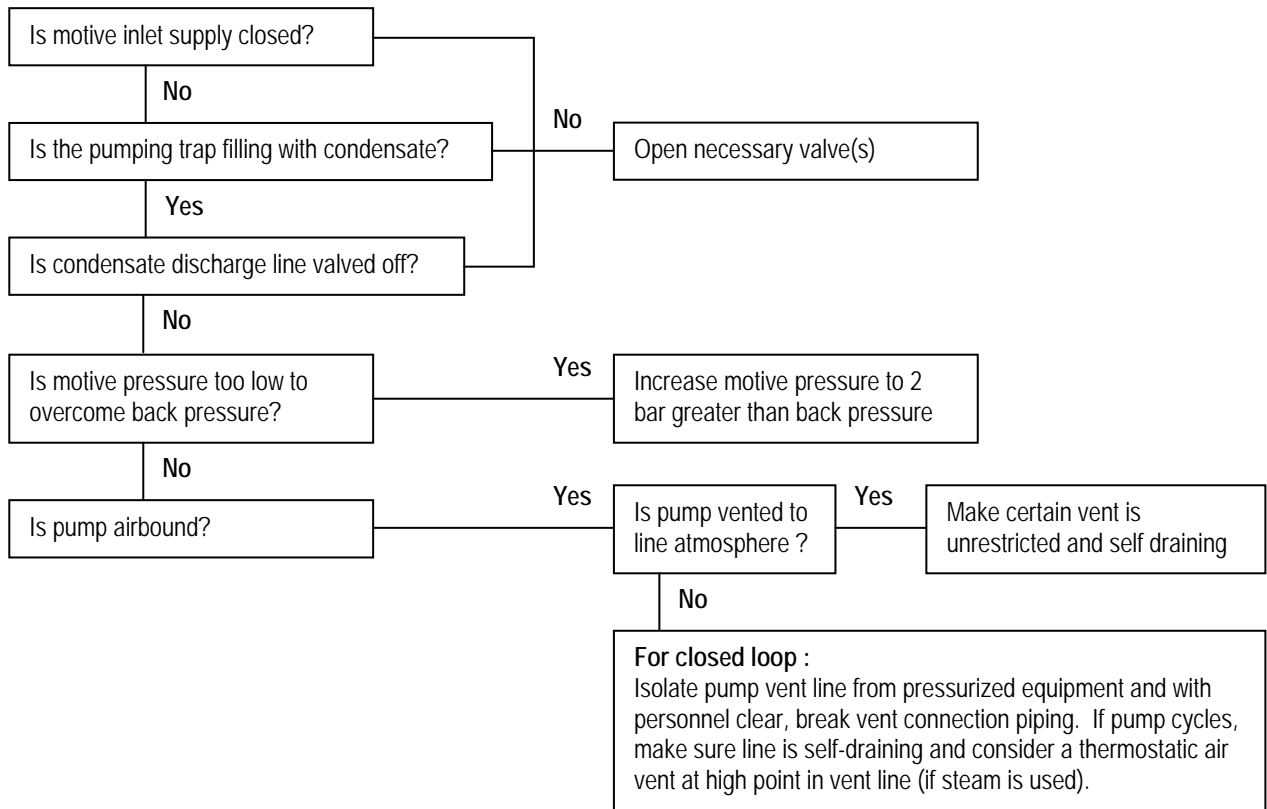 Is motive inlet supply closed?
No
Is the pumping trap filling with condensate?
No
Open necessary valve(s)
Yes
Is condensate discharge line valved off?
No
Is motive pressure too low to
overcome back pressure?
Yes
Increase motive pressure to 2
bar greater than back pressure
No
Is pump airbound?
Yes
Is pump vented to
line atmosphere ?
Yes
Make certain vent is
unrestricted and self draining
No
For closed loop :
Isolate pump vent line from pressurized equipment and with
personnel clear, break vent connection piping. If pump cycles,
make sure line is self-draining and consider a thermostatic air
vent at high point in vent line (if steam is used).